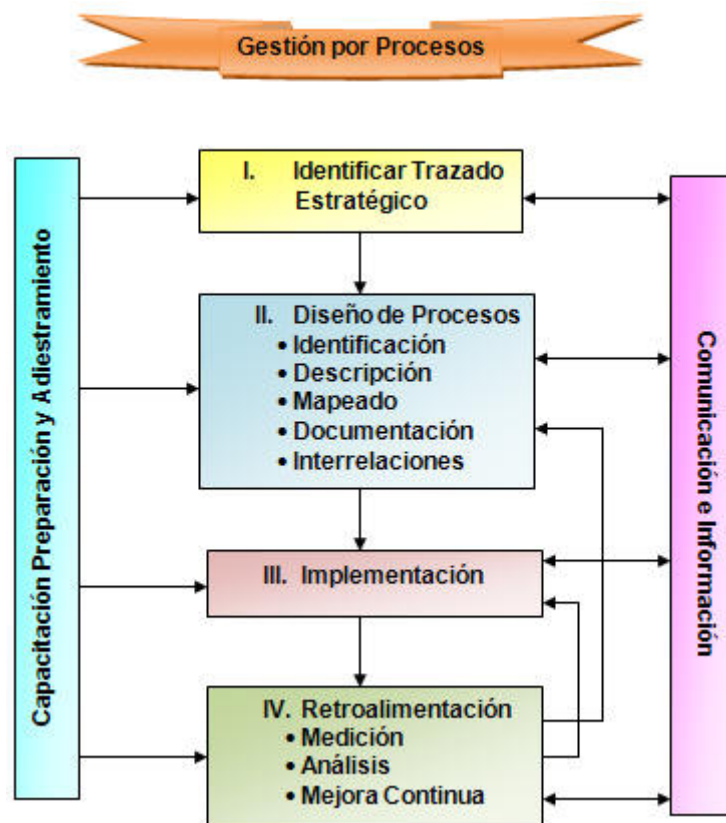 Gestión por Procesos
Capacitación Preparación y Adiestramiento
I. Identificar Trazado
Estratégico
II. Diseño de Procesos
• Identificación
• Descripción
• Mapeado
• Documentación
• Interrelaciones
III. Implementación
IV. Retroalimentación
• Medición
• Análisis
• Mejora Continua
Comunicación e Información